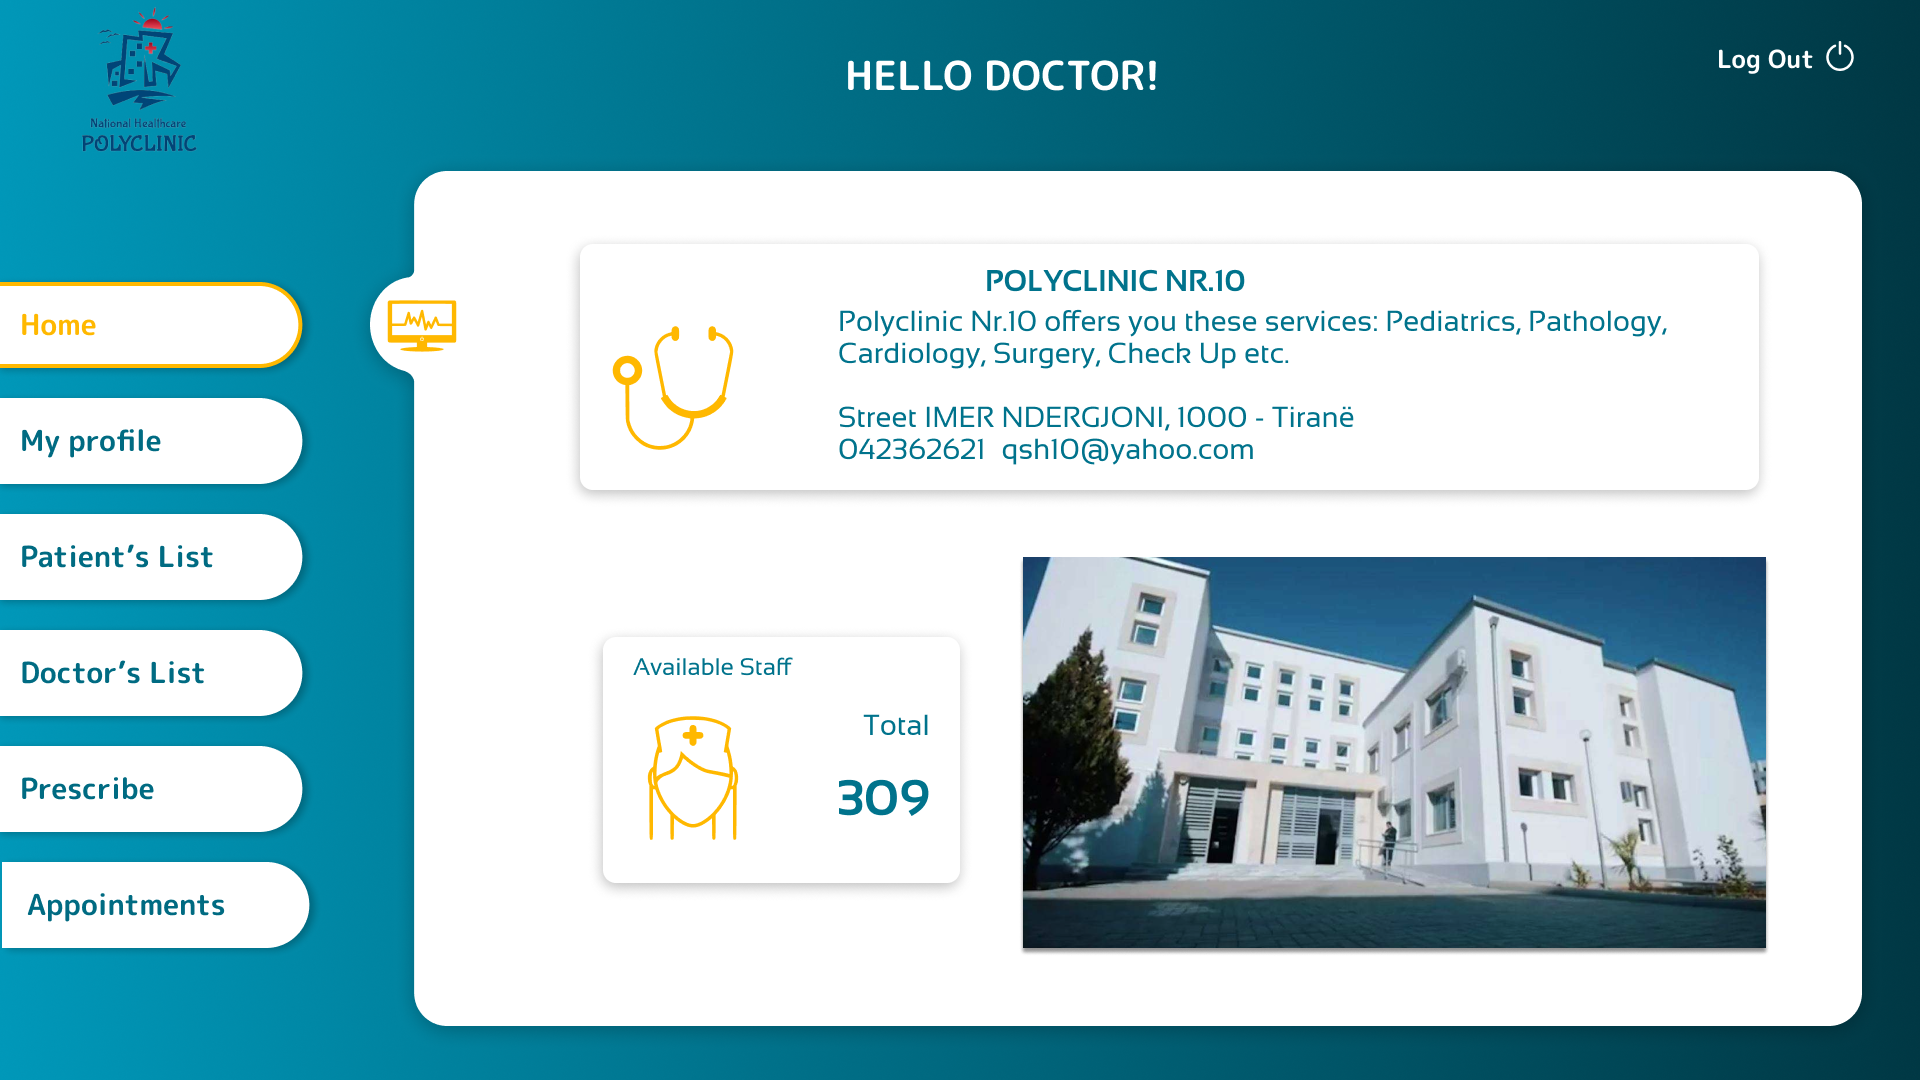 National Healthcare
POLYCLINIC
HELLO DOCTOR!
Log Out
Home
My profile
Patient’s List
Doctor’s List
Prescribe
Appointments
POLYCLINIC NR.10
Polyclinic Nr.10 offers you these services: Pediatrics, Pathology,
Cardiology, Surgery, Check Up etc.
Street IMER NDERGJONI, 1000 - Tiranë
042362621 qsh10@yahoo.com
Available Staff
Total
309